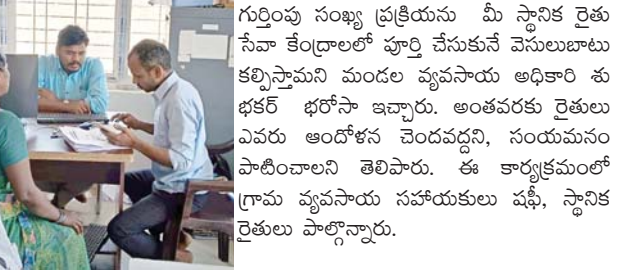 గుర్తింపు సంఖ్య ప్రక్రియను మీ స్థానిక రైతు
సేవా కేంద్రాలలో పూర్తి చేసుకునే వెసులుబాటు
కల్పిస్తామని మండల వ్యవసాయ అధికారి శు
భకర్ భరోసా ఇచ్చారు. అంతవరకు రైతులు
ఎవరు ఆందోళన చెందవద్దని, సంయమనం
పాటించాలని తెలిపారు. ఈ కార్యక్రమంలో
గ్రామ వ్యవసాయ సహాయకులు షఫీ, స్థానిక
రైతులు పాల్గొన్నారు.